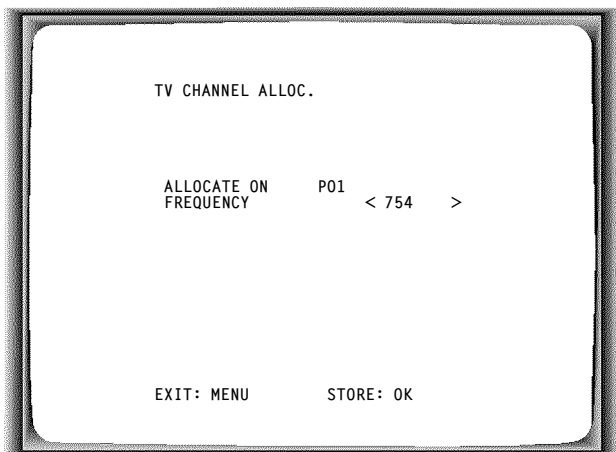 TV CHANNEL ALLOC.
ALLOCATE ON P01
FREQUENCY < 754 >
EXIT: MENU STORE: OK